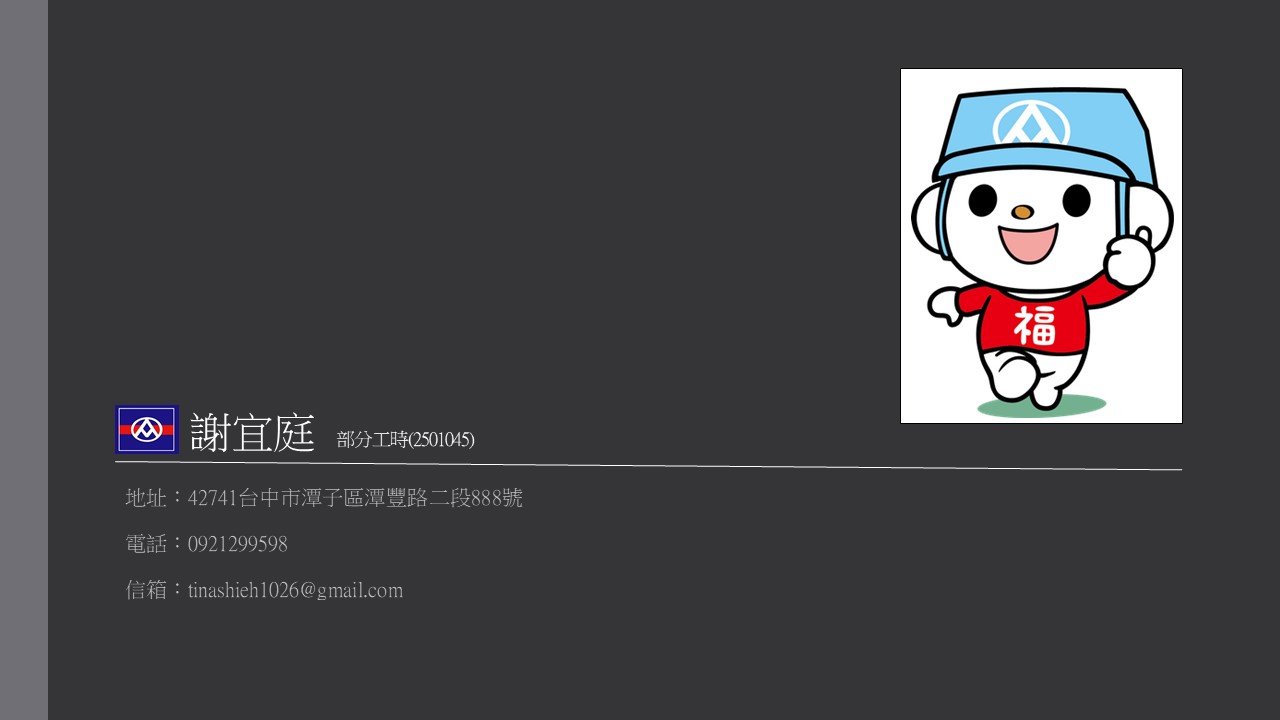 福
謝宜庭 部分工時(2501045)
地址：42741台中市潭子區潭豐路二段888號
電話：0921299598
信箱：tinashieh1026@gmail.com